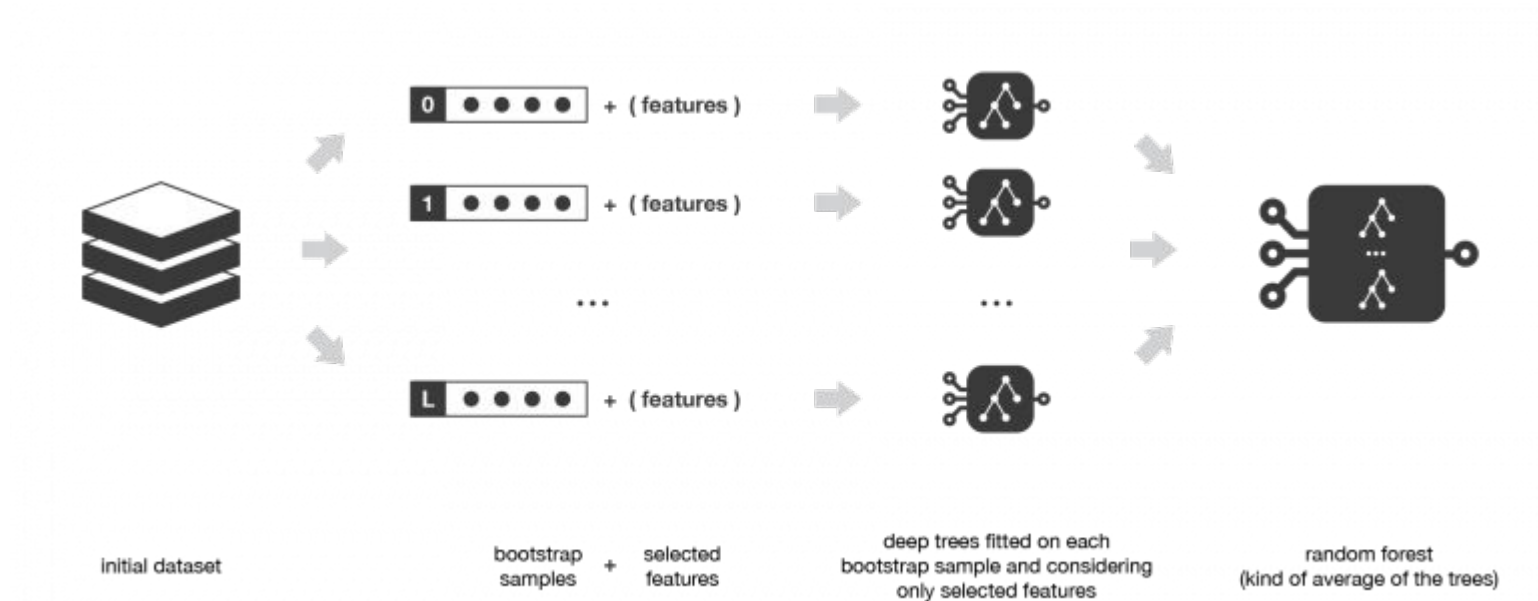 0 + ( features )
1 + ( features )
... ...
L + ( features )
...
initial dataset
bootstrap
samples
+
selected
features
deep trees fitted on each
bootstrap sample and considering
only selected features
random forest
(kind of average of the trees)